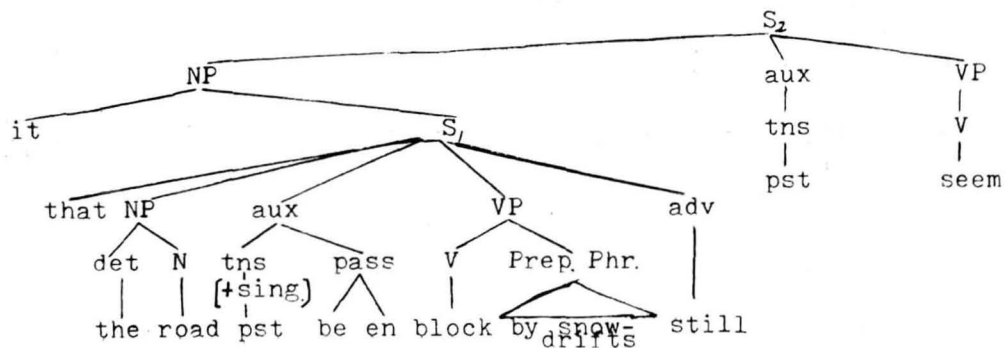 S₂
NP aux VP
it S₁ tns V
pst seem
that NP aux VP adv
det N tns pass V Prep. Phr.
[+sing.]
the road pst be en block by snow- still
drifts